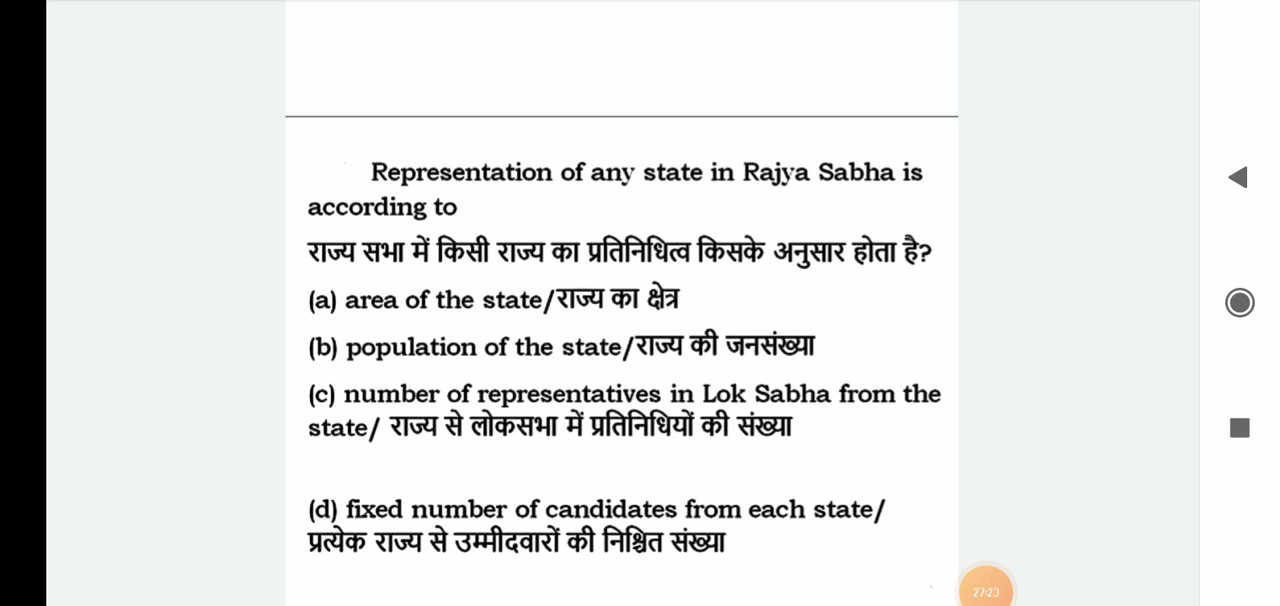 Representation of any state in Rajya Sabha is
according to
राज्य सभा में किसी राज्य का प्रतिनिधित्व किसके अनुसार होता है?
(a) area of the state/राज्य का क्षेत्र
(b) population of the state/राज्य की जनसंख्या
(c) number of representatives in Lok Sabha from the
state/ राज्य से लोकसभा में प्रतिनिधियों की संख्या
(d) fixed number of candidates from each state/
प्रत्येक राज्य से उम्मीदवारों की निश्चित संख्या
27:23